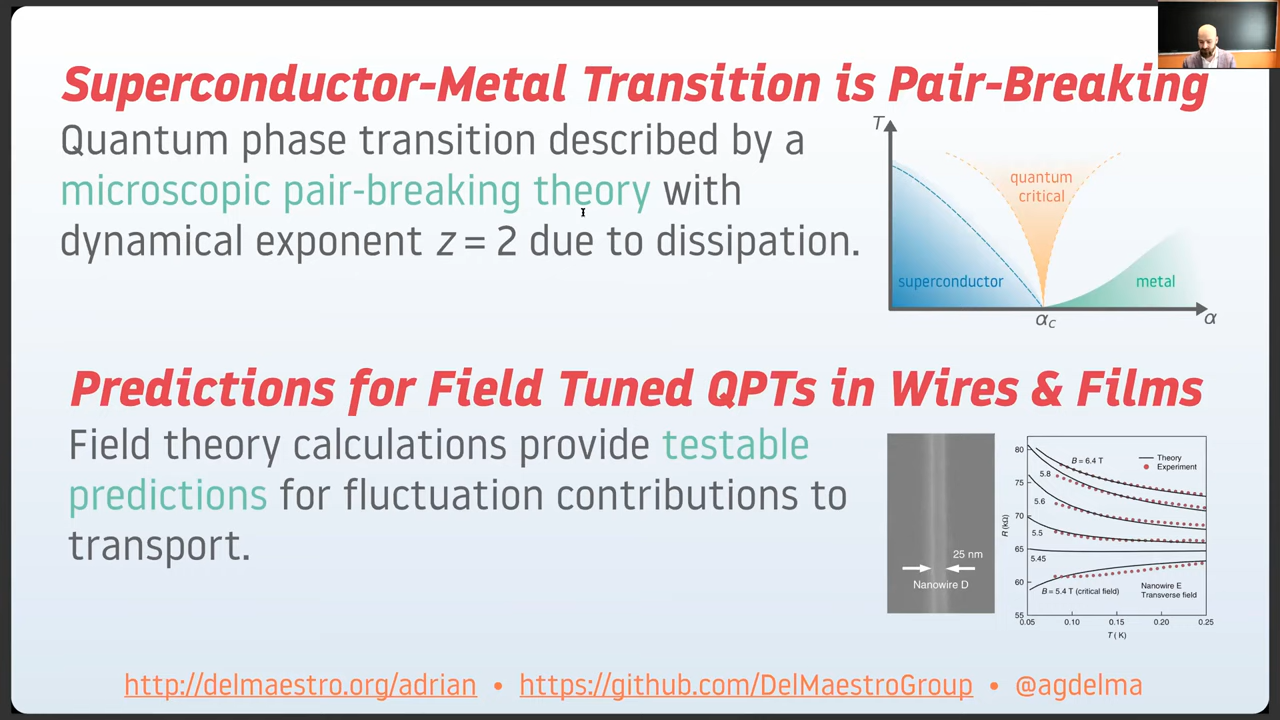 Superconductor-Metal Transition is Pair-Breaking
Quantum phase transition described by a
microscopic pair-breaking theory with
dynamical exponent z = 2 due to dissipation.
T
quantum
critical
superconductor
metal
αc
α
Predictions for Field Tuned QPTs in Wires & Films
Field theory calculations provide testable
predictions for fluctuation contributions to
transport.
25 nm
Nanowire D
R (kΩ)
80
75
70
65
60
55
B = 6.4 T
5.8
5.6
5.5
5.45
B = 5.4 T (critical field)
Theory
Experiment
Nanowire E
Transverse field
0.05
0.10
0.15
0.20
0.25
T ( K)
http://delmaestro.org/adrian • https://github.com/DelMaestroGroup • @agdelma